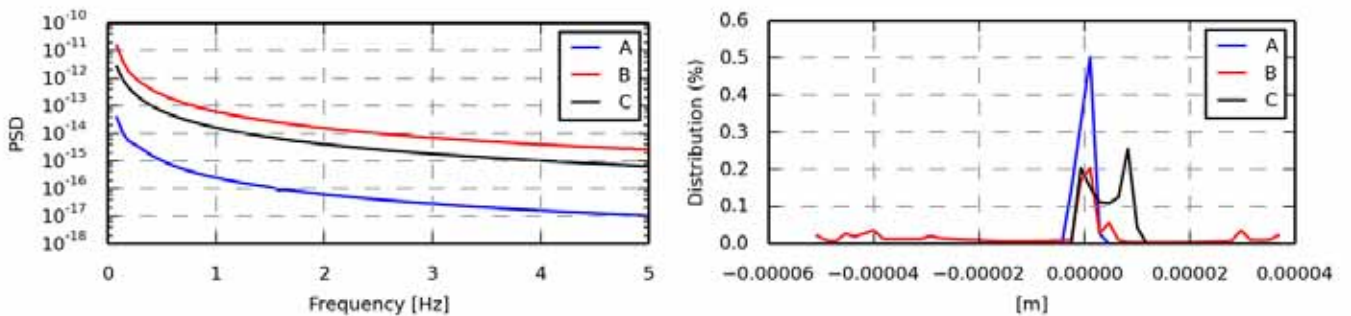 10⁻¹⁰
10⁻¹¹
10⁻¹²
10⁻¹³
10⁻¹⁴
10⁻¹⁵
10⁻¹⁶
10⁻¹⁷
10⁻¹⁸
PSD
A
B
C
0 1 2 3 4 5
Frequency [Hz]
0.6
0.5
0.4
0.3
0.2
0.1
0.0
Distribution (%)
A
B
C
−0.00006 −0.00004 −0.00002 0.00000 0.00002 0.00004
[m]